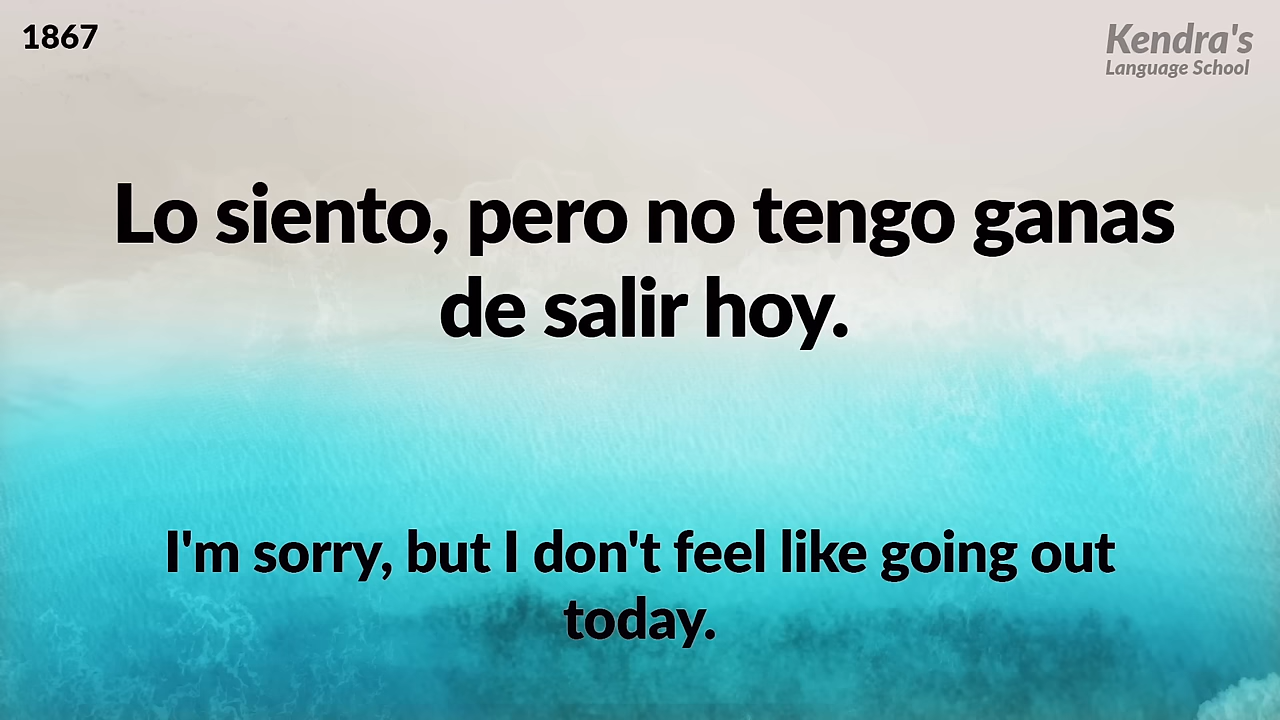 1867
Kendra's
Language School
Lo siento, pero no tengo ganas
de salir hoy.
I'm sorry, but I don't feel like going out
today.